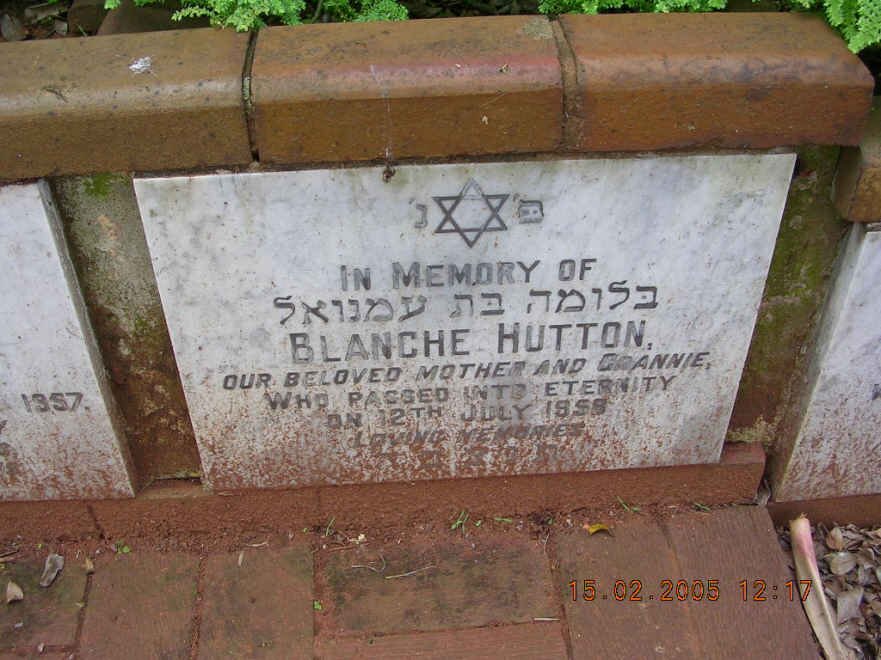 פ נ
IN MEMORY OF
בלומה בת עמנואל
BLANCHE HUTTON,
OUR BELOVED MOTHER AND GRANNIE,
WHO PASSED INTO ETERNITY
ON 12TH JULY 1958
LOVING MEMORIES
1957.
15.02.2005 12:17